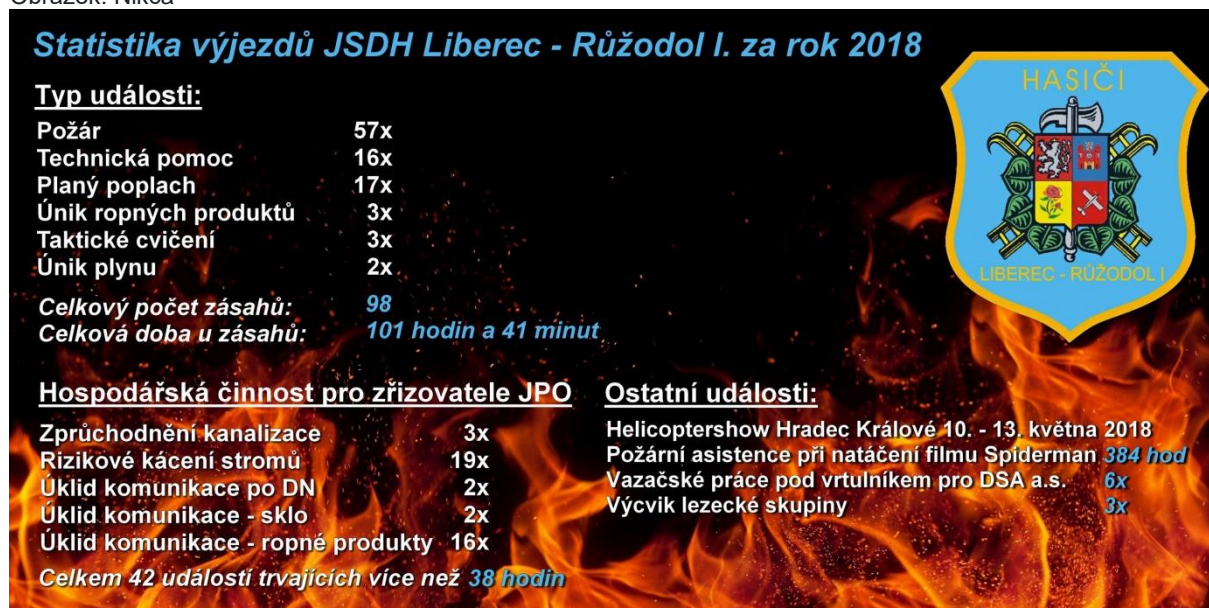 Statistika výjezdů JSDH Liberec - Růžodol I. za rok 2018
HASIČI
LIBEREC - RŮŽODOL I
Typ události:
Požár 57x
Technická pomoc 16x
Planý poplach 17x
Únik ropných produktů 3x
Taktické cvičení 3x
Únik plynu 2x
Celkový počet zásahů: 98
Celková doba u zásahů: 101 hodin a 41 minut
Hospodářská činnost pro zřizovatele JPO
Zprůchodnění kanalizace 3x
Rizikové kácení stromů 19x
Úklid komunikace po DN 2x
Úklid komunikace - sklo 2x
Úklid komunikace - ropné produkty 16x
Celkem 42 událostí trvajících více než 38 hodin
Ostatní události:
Helicoptershow Hradec Králové 10. - 13. května 2018
Požární asistence při natáčení filmu Spiderman 384 hod
Vazačské práce pod vrtulníkem pro DSA a.s. 6x
Výcvik lezecké skupiny 3x